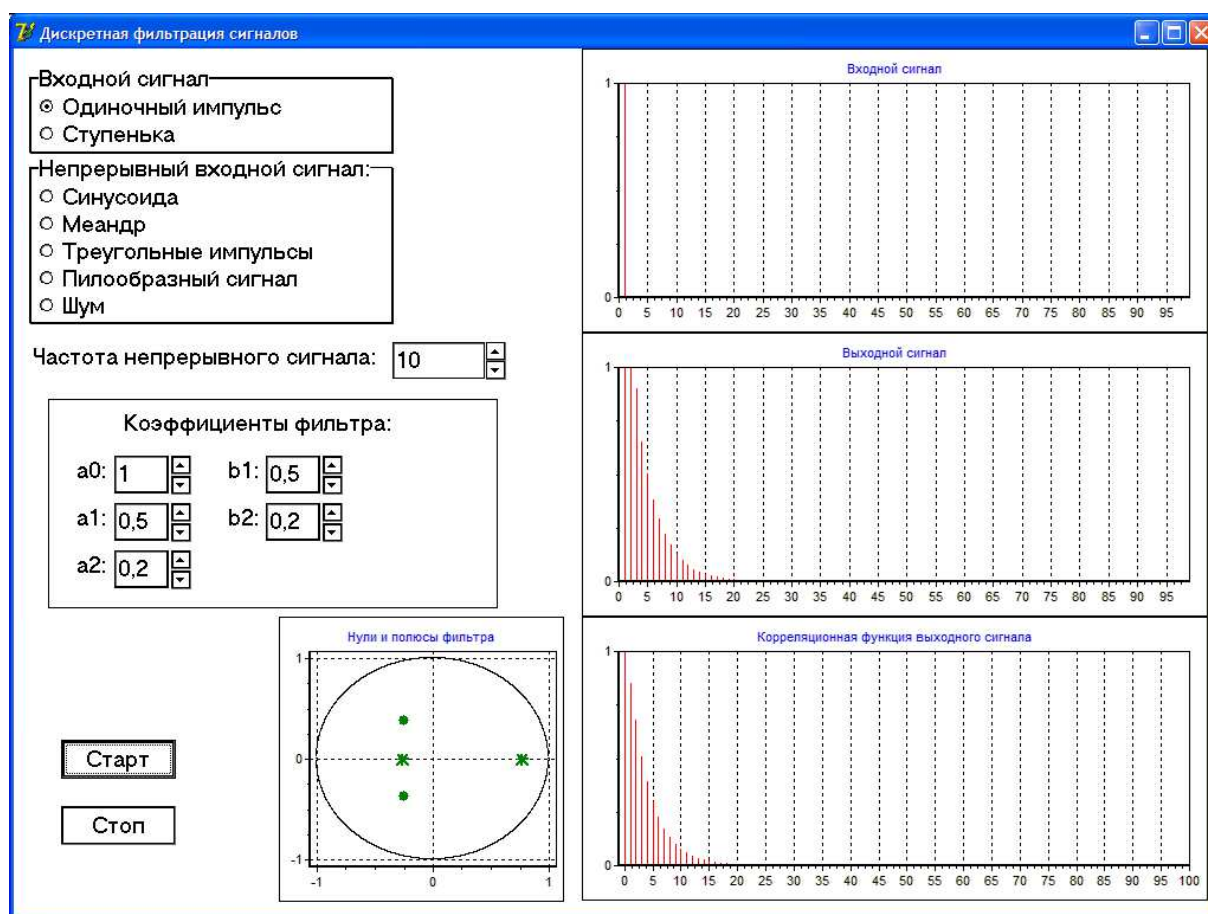 Дискретная фильтрация сигналов
Входной сигнал
Одиночный импульс
Ступенька
Непрерывный входной сигнал:
Синусоида
Меандр
Треугольные импульсы
Пилообразный сигнал
Шум
Частота непрерывного сигнала: 10
Коэффициенты фильтра:
a0: 1 b1: 0,5
a1: 0,5 b2: 0,2
a2: 0,2
Старт
Стоп
Нули и полюсы фильтра
1
0
-1
-1 0 1
Входной сигнал
1
0
0 5 10 15 20 25 30 35 40 45 50 55 60 65 70 75 80 85 90 95
Выходной сигнал
1
0
0 5 10 15 20 25 30 35 40 45 50 55 60 65 70 75 80 85 90 95
Корреляционная функция выходного сигнала
1
0
0 5 10 15 20 25 30 35 40 45 50 55 60 65 70 75 80 85 90 95 100